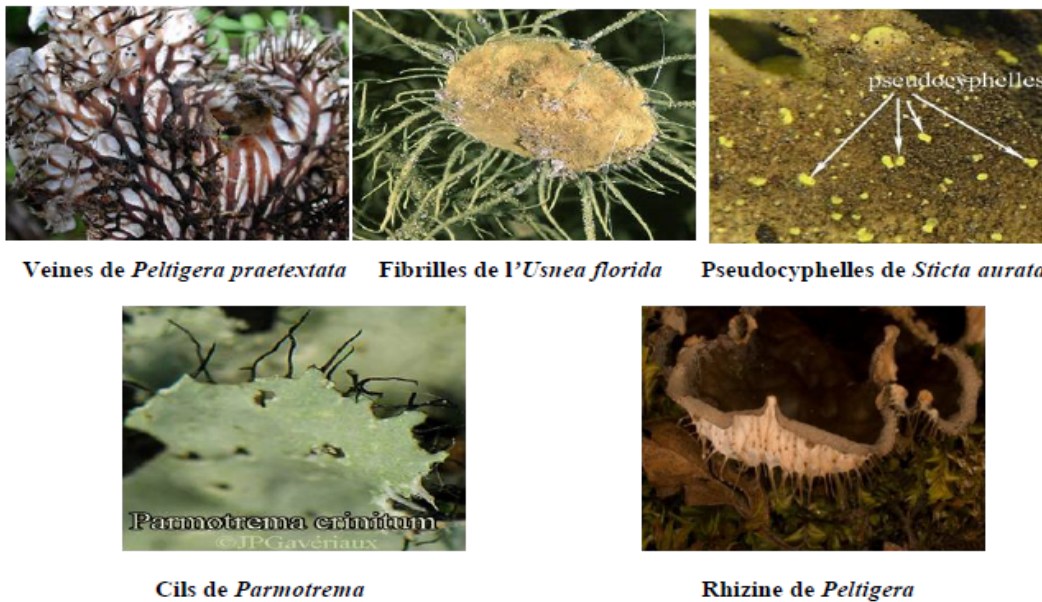 pseudocyphelles
Veines de Peltigera praetextata
Fibrilles de l’Usnea florida
Pseudocyphelles de Sticta aurata
Parmotrema crinitum
©JPGavériaux
Cils de Parmotrema
Rhizine de Peltigera